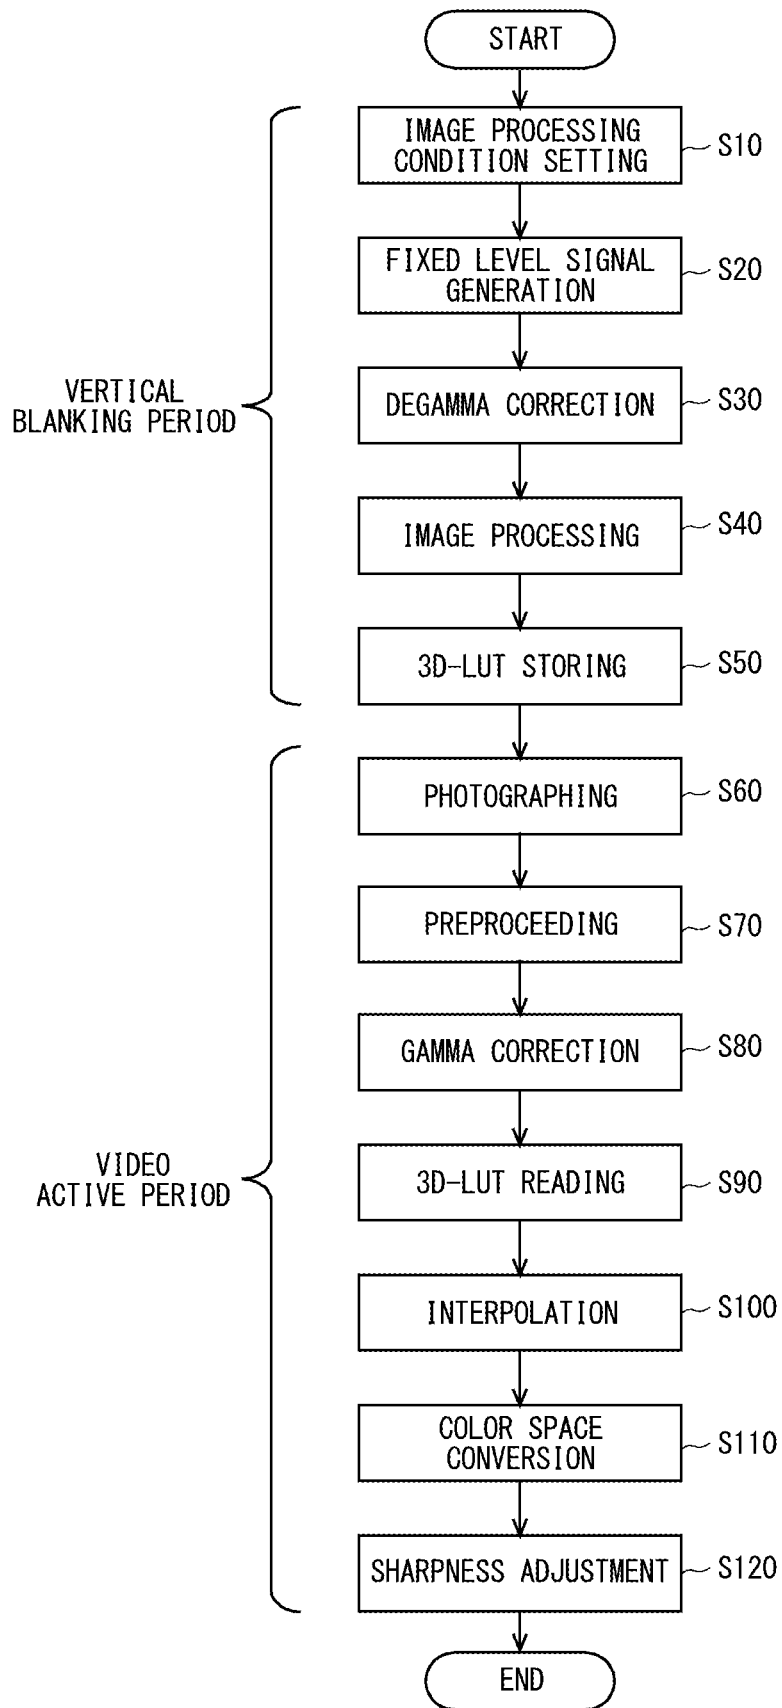 START
IMAGE PROCESSING
CONDITION SETTING
S10
FIXED LEVEL SIGNAL
GENERATION
S20
VERTICAL
BLANKING PERIOD
DEGAMMA CORRECTION
S30
IMAGE PROCESSING
S40
3D-LUT STORING
S50
PHOTOGRAPHING
S60
PREPROCEEDING
S70
GAMMA CORRECTION
S80
VIDEO
ACTIVE PERIOD
3D-LUT READING
S90
INTERPOLATION
S100
COLOR SPACE
CONVERSION
S110
SHARPNESS ADJUSTMENT
S120
END